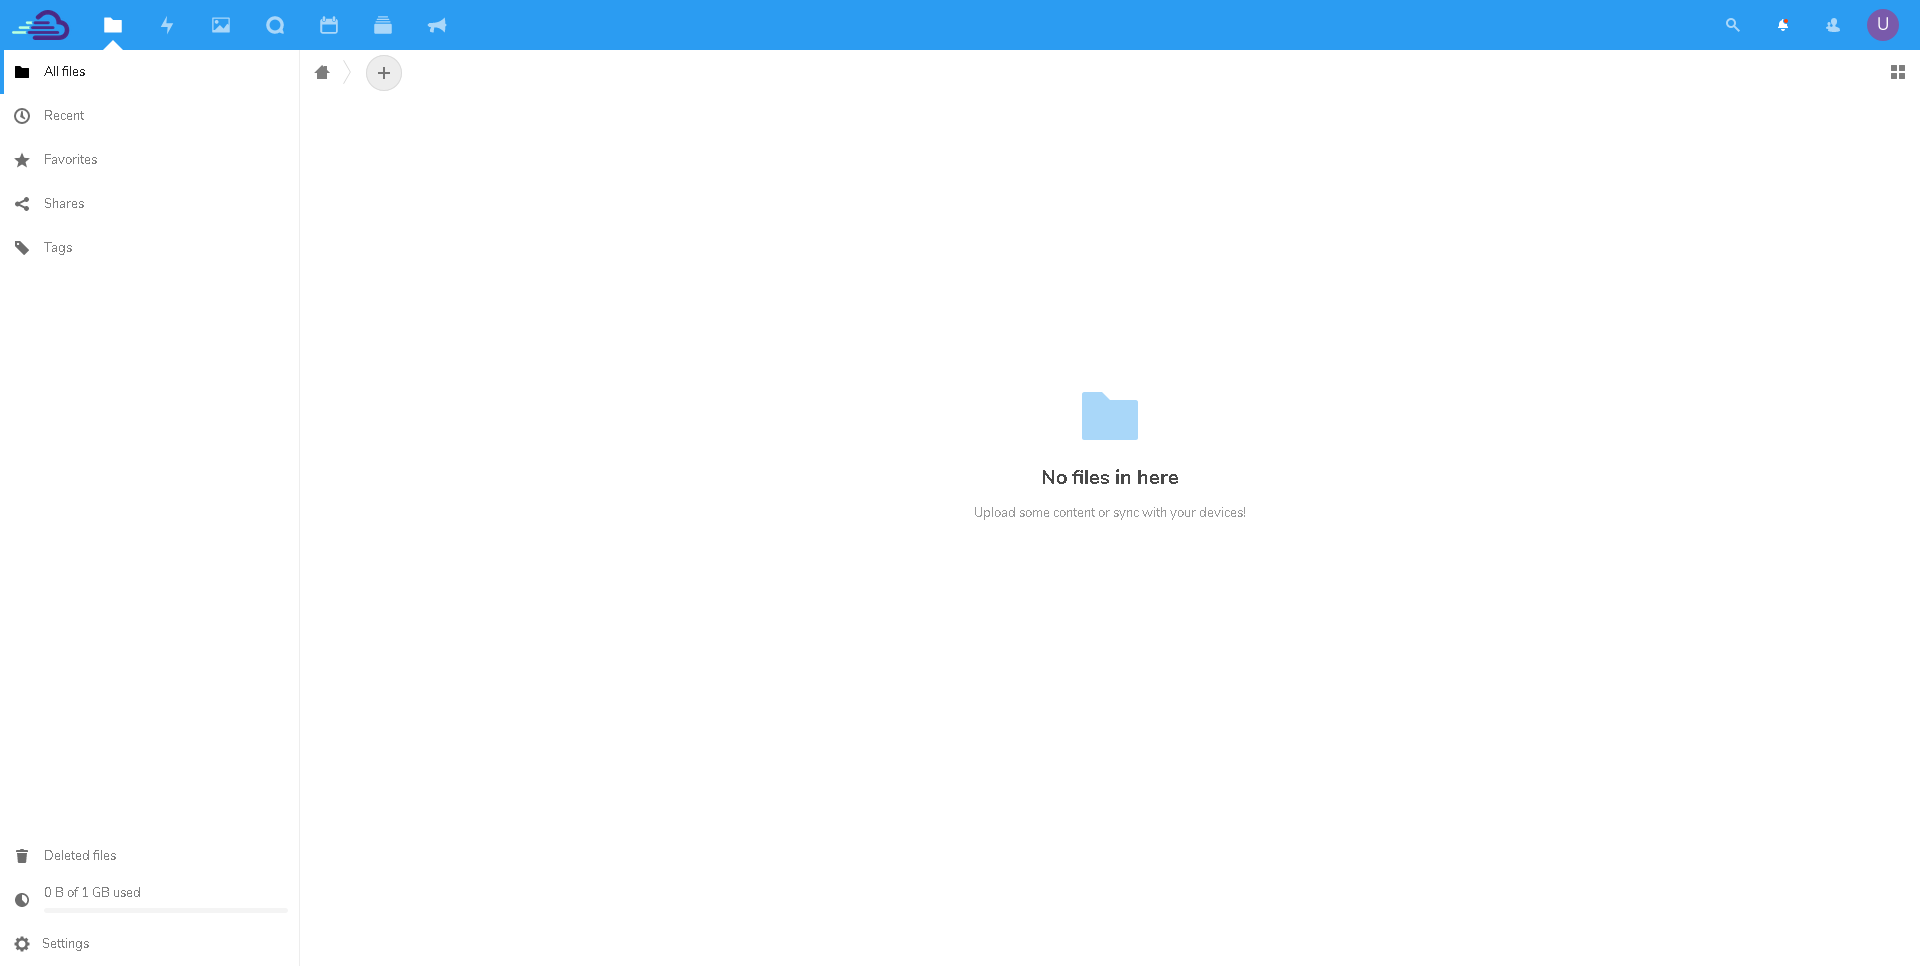 U
All files
Recent
Favorites
Shares
Tags
No files in here
Upload some content or sync with your devices!
Deleted files
0 B of 1 GB used
Settings